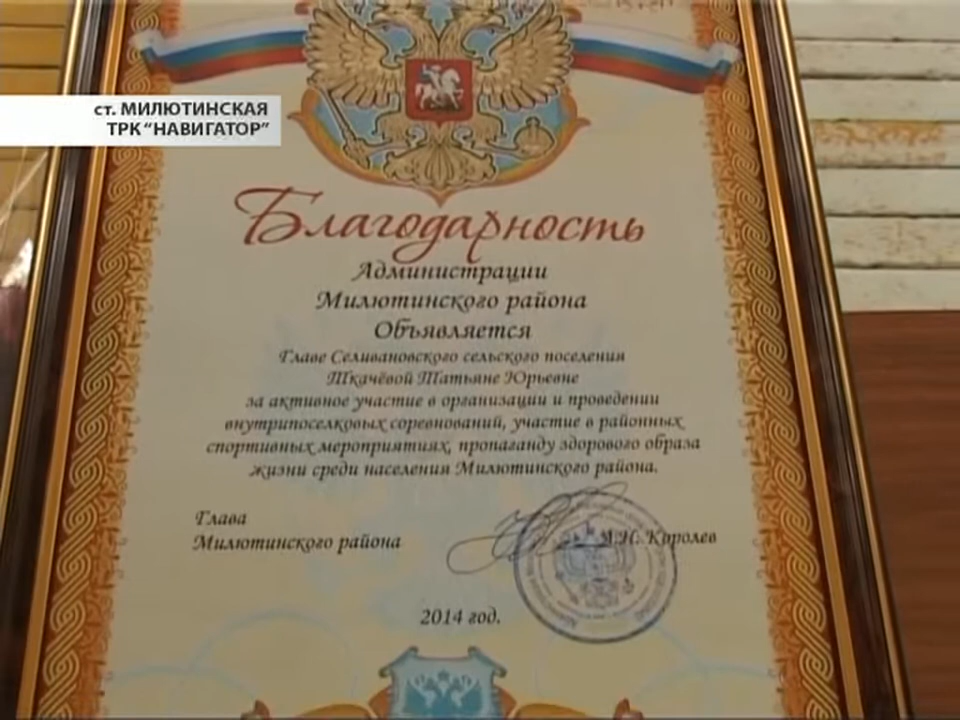 ст. МИЛЮТИНСКАЯ
ТРК “НАВИГАТОР”
Благодарность
Администрации
Милютинского района
Объявляется
Главе Селивановского сельского поселения
Ткачёвой Татьяне Юрьевне
за активное участие в организации и проведении
внутрипоселковых соревнований, участие в районных
спортивных мероприятиях, пропаганду здорового образа
жизни среди населения Милютинского района.
Глава
Милютинского района
А.Н. Королев
2014 год.